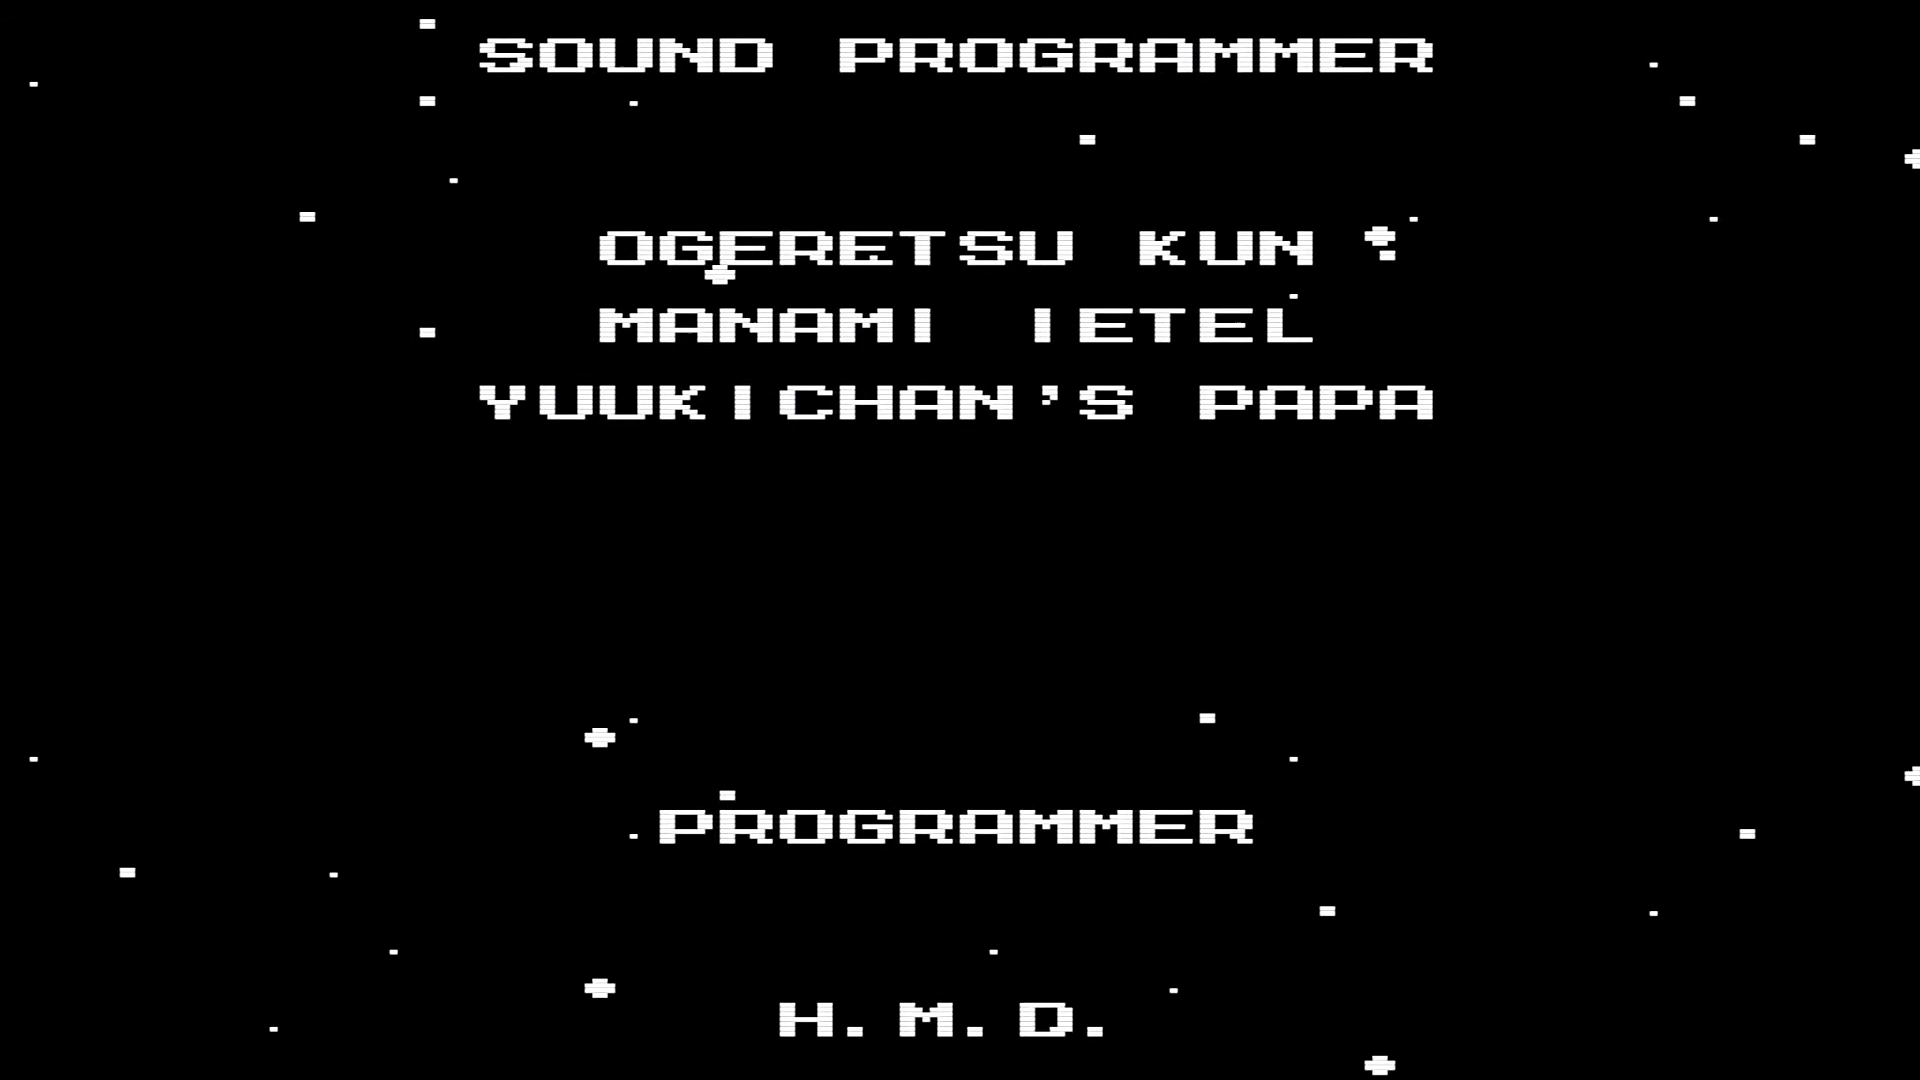 SOUND PROGRAMMER
OGERETSU KUN
MANAMI IETEL
YUUKICHAN'S PAPA
PROGRAMMER
H.M.D.